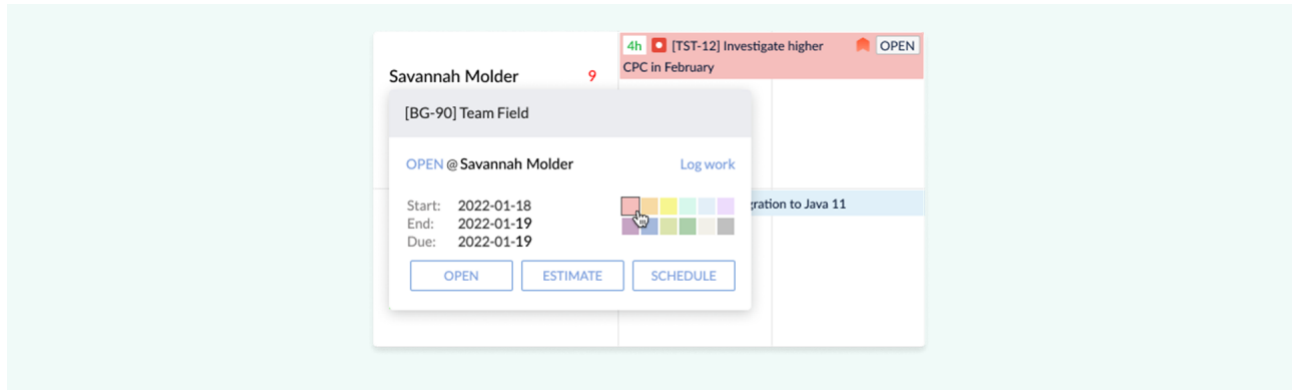 4h [TST-12] Investigate higher OPEN
CPC in February
Savannah Molder 9
[BG-90] Team Field
OPEN @ Savannah Molder Log work
Start: 2022-01-18
End: 2022-01-19
Due: 2022-01-19
to Java 11
OPEN ESTIMATE SCHEDULE